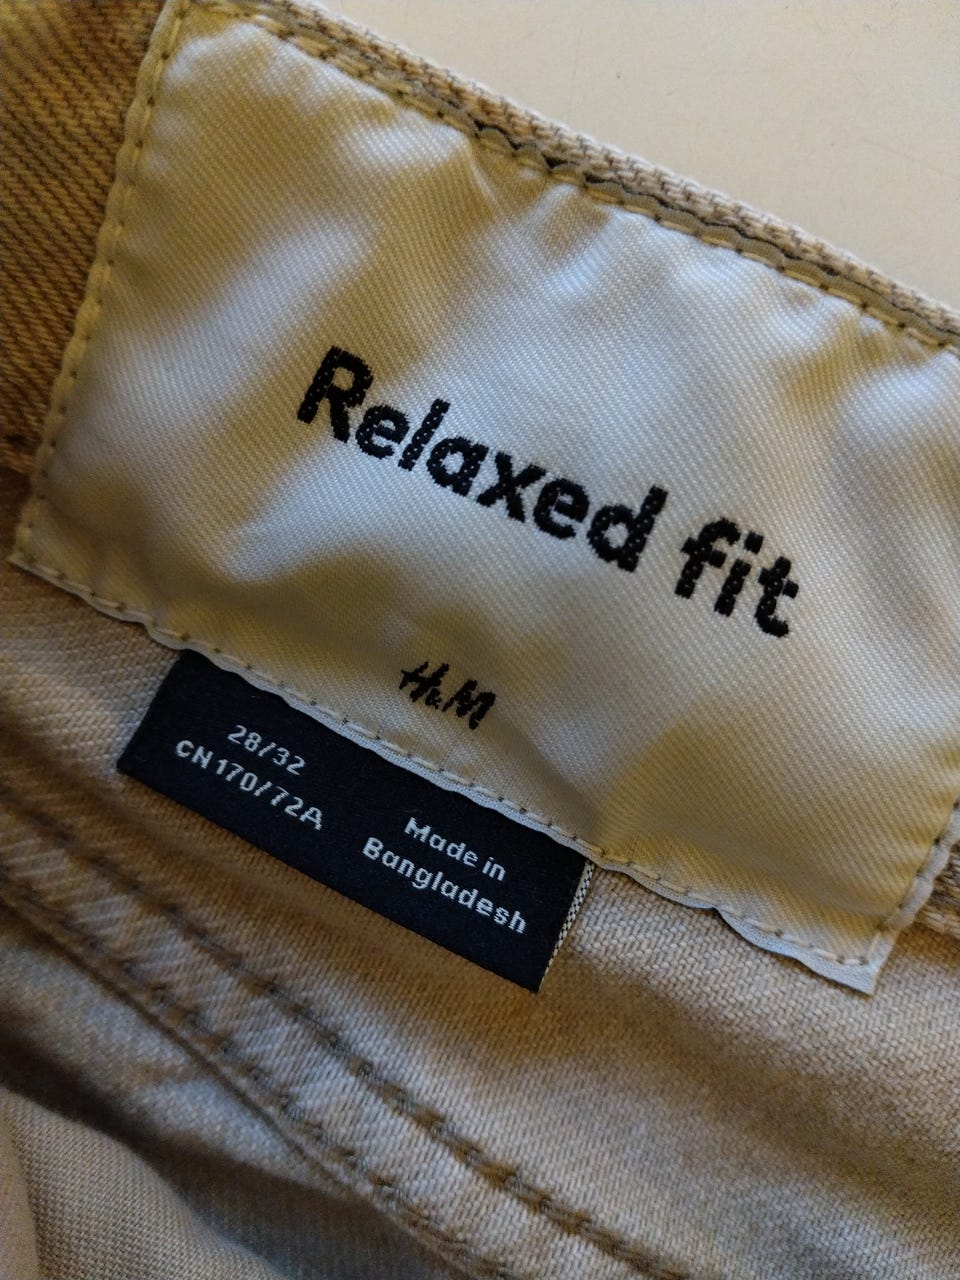 Relaxed fit
H&M
28/32
CN170/72A
Made in
Bangladesh